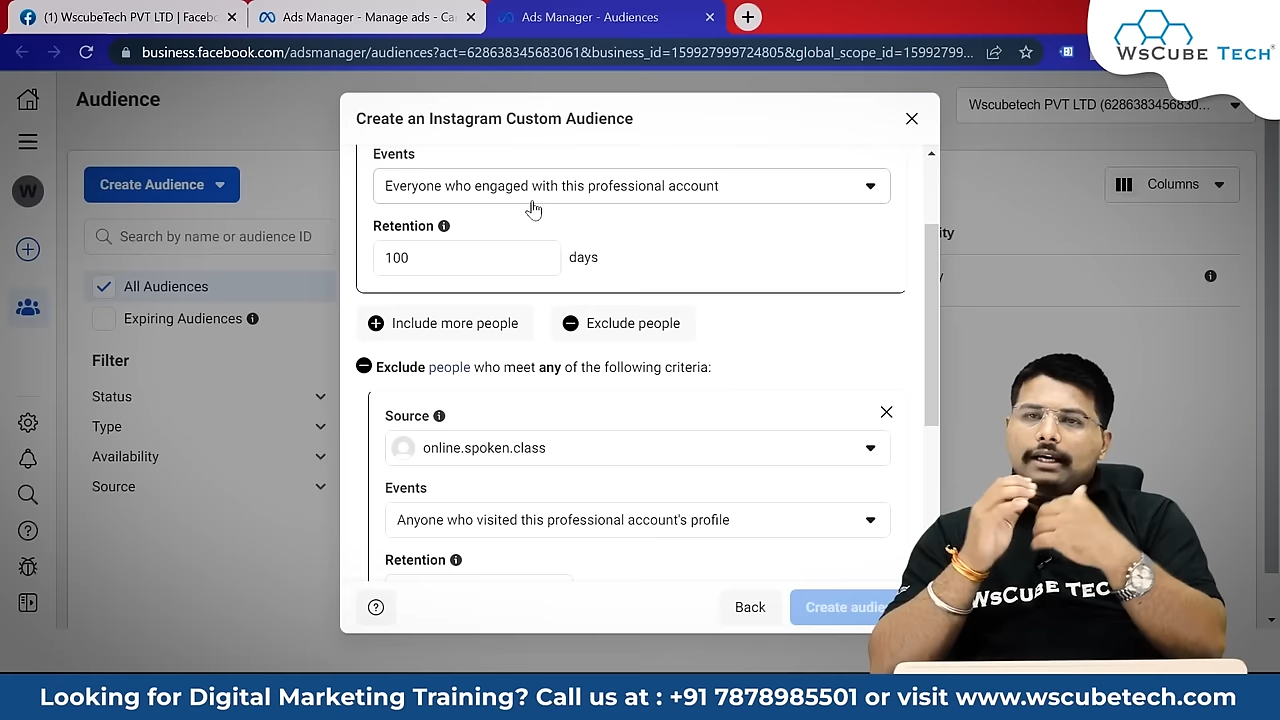 (1) WscubeTech PVT LTD | Faceb
Ads Manager - Manage ads - Ca
Ads Manager - Audiences
business.facebook.com/adsmanager/audiences?act=628638345683061&business_id=159927999724805&global_scope_id=15992799...
WsCube Tech
Audience
Wscubetech PVT LTD (6286383456830...
Create an Instagram Custom Audience
Create Audience
Columns
W
Search by name or audience ID
All Audiences
Expiring Audiences
Filter
Status
Type
Availability
Source
Events
Everyone who engaged with this professional account
Retention
100
days
Include more people
Exclude people
Exclude people who meet any of the following criteria:
Source
online.spoken.class
Events
Anyone who visited this professional account's profile
Retention
Back
Create audie
ity
WsCube Tec
Looking for Digital Marketing Training? Call us at : +91 7878985501 or visit www.wscubetech.com